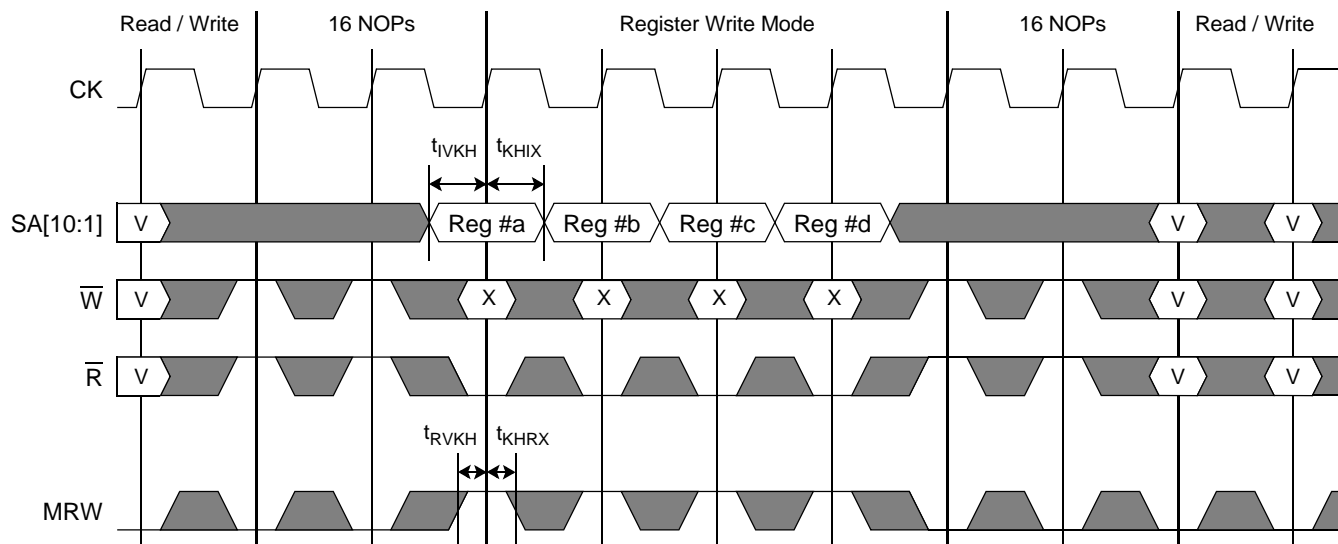 Read / Write 16 NOPs Register Write Mode 16 NOPs Read / Write
CK
tIVKH tKHIX
SA[10:1] V Reg #a Reg #b Reg #c Reg #d V V
W V X X X X V V
R V V V
tRVKH tKHRX
MRW